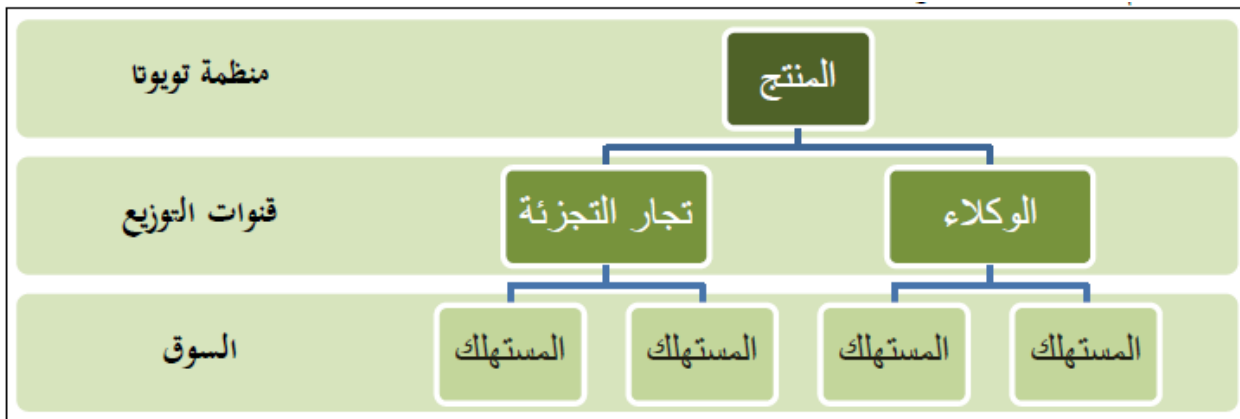 المنتج
منظمة تويوتا
الوكلاء
تجار التجزئة
قنوات التوزيع
المستهلك
المستهلك
المستهلك
المستهلك
السوق